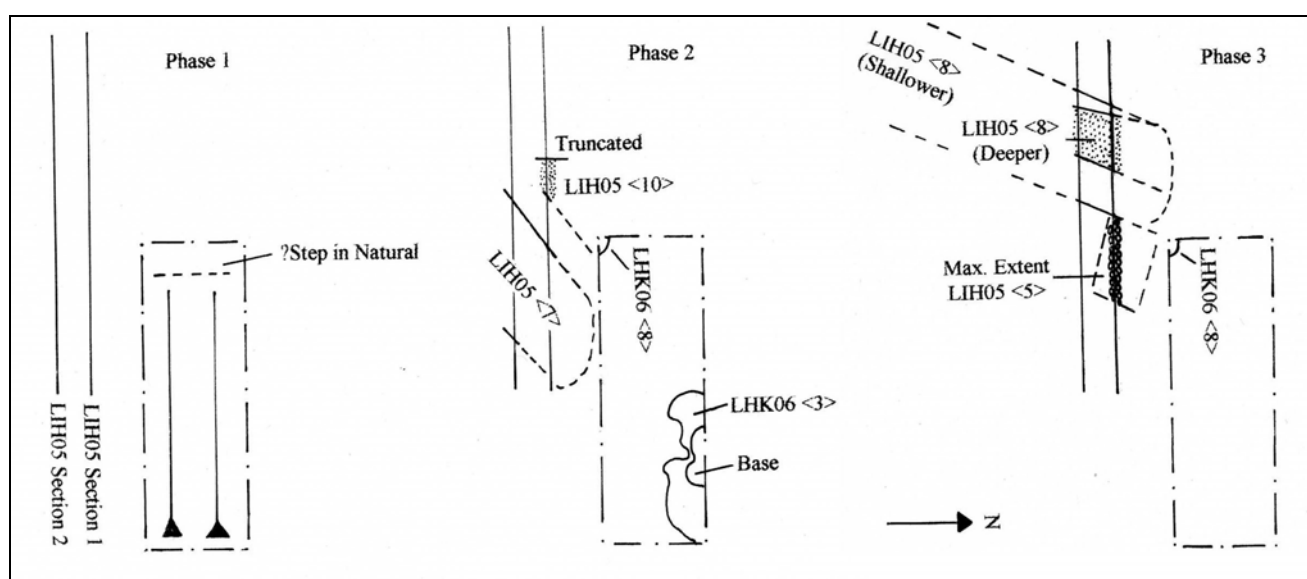 Phase 1
?Step in Natural
LIH05 Section 2
LIH05 Section 1
Phase 2
Truncated
LIH05 <10>
LIH05 <7>
LHK06 <8>
LHK06 <3>
Base
N
Phase 3
LIH05 <8>
(Shallower)
LIH05 <8>
(Deeper)
Max. Extent
LIH05 <5>
LHK06 <8>